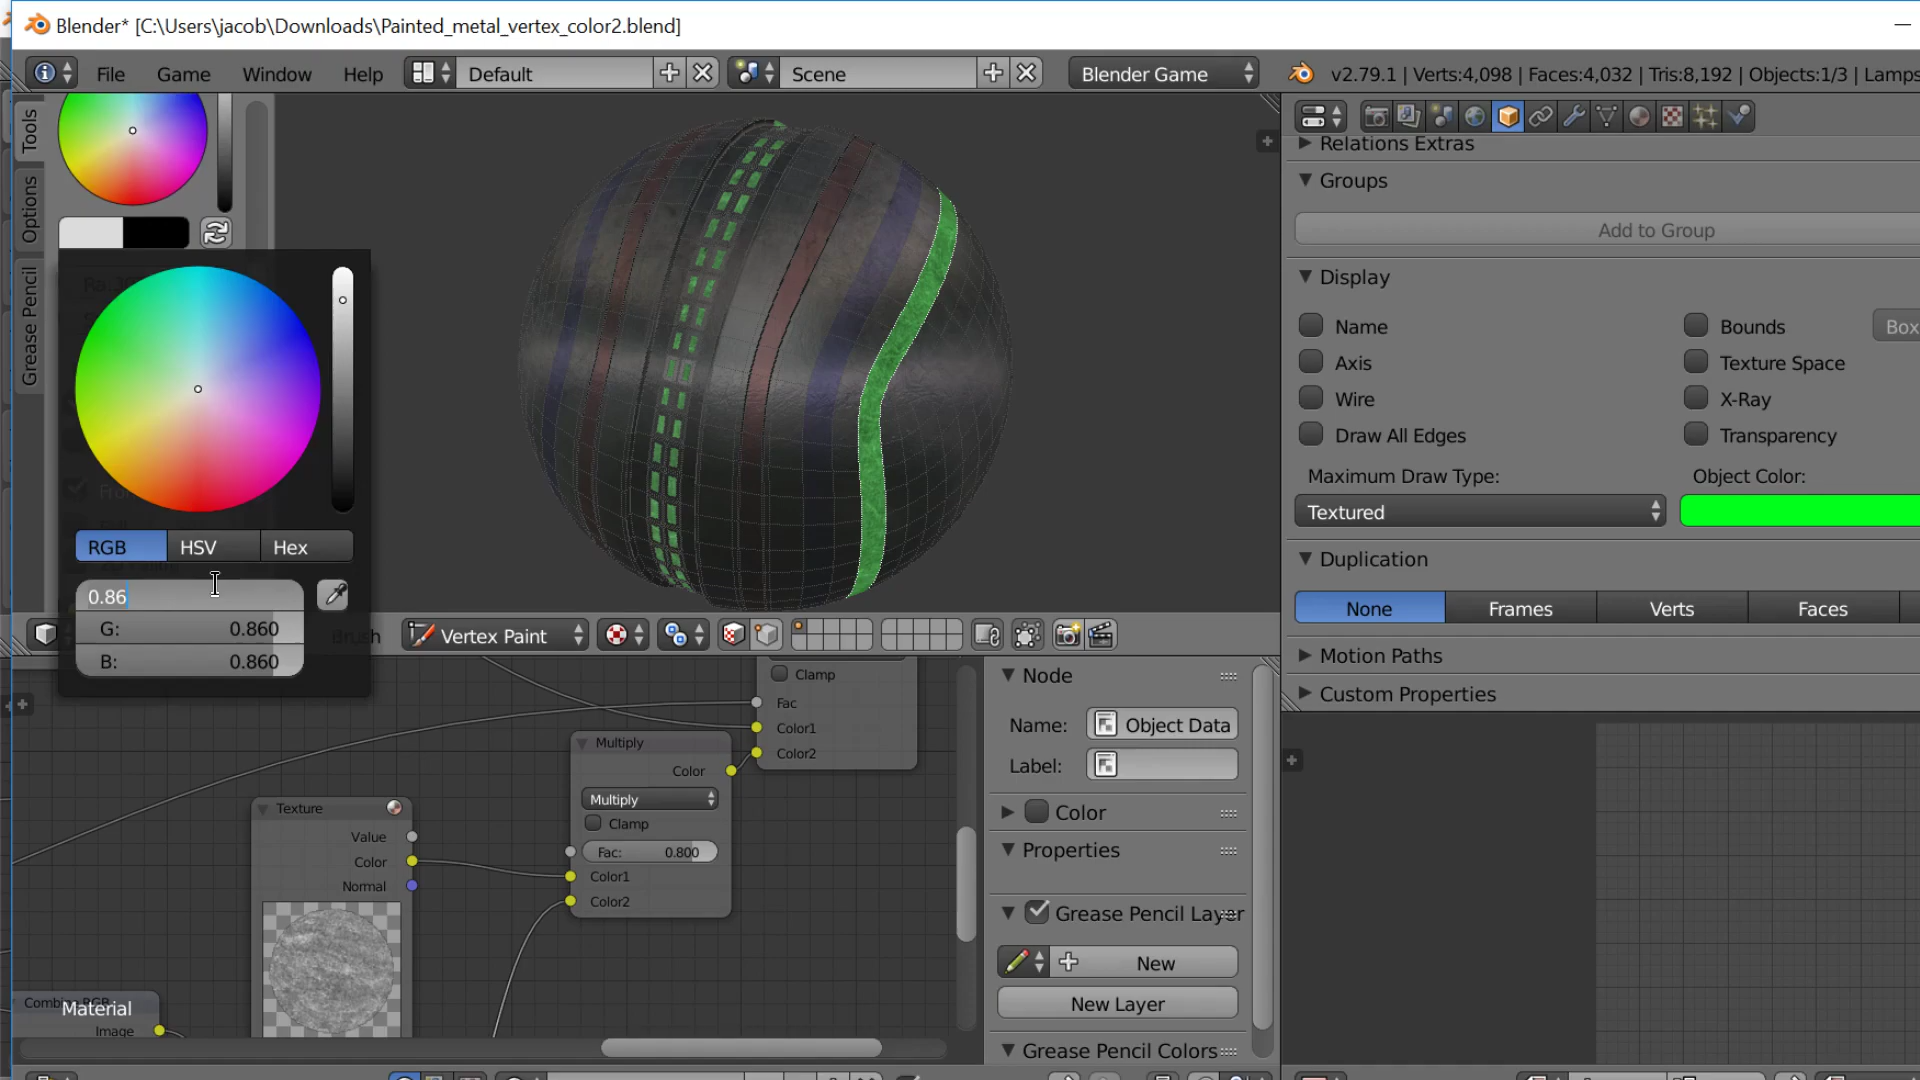 Blender* [C:\Users\jacob\Downloads\Painted_metal_vertex_color2.blend]
File Game Window Help Default Scene Blender Game v2.79.1 | Verts:4,098 | Faces:4,032 | Tris:8,192 | Objects:1/3 | Lamps
Tools
Options
Grease Pencil
RGB HSV Hex
0.86
G: 0.860
B: 0.860
Brush
Vertex Paint
Relations Extras
Groups
Add to Group
Display
Name Bounds Box
Axis Texture Space
Wire X-Ray
Draw All Edges Transparency
Maximum Draw Type: Object Color:
Textured
Duplication
None Frames Verts Faces
Motion Paths
Custom Properties
Clamp
Fac
Color1
Color2
Multiply
Color
Multiply
Clamp
Fac: 0.800
Color1
Color2
Texture
Value
Color
Normal
Combine RGB
Material
Image
Node
Name: Object Data
Label:
Color
Properties
Grease Pencil Layer
New
New Layer
Grease Pencil Colors